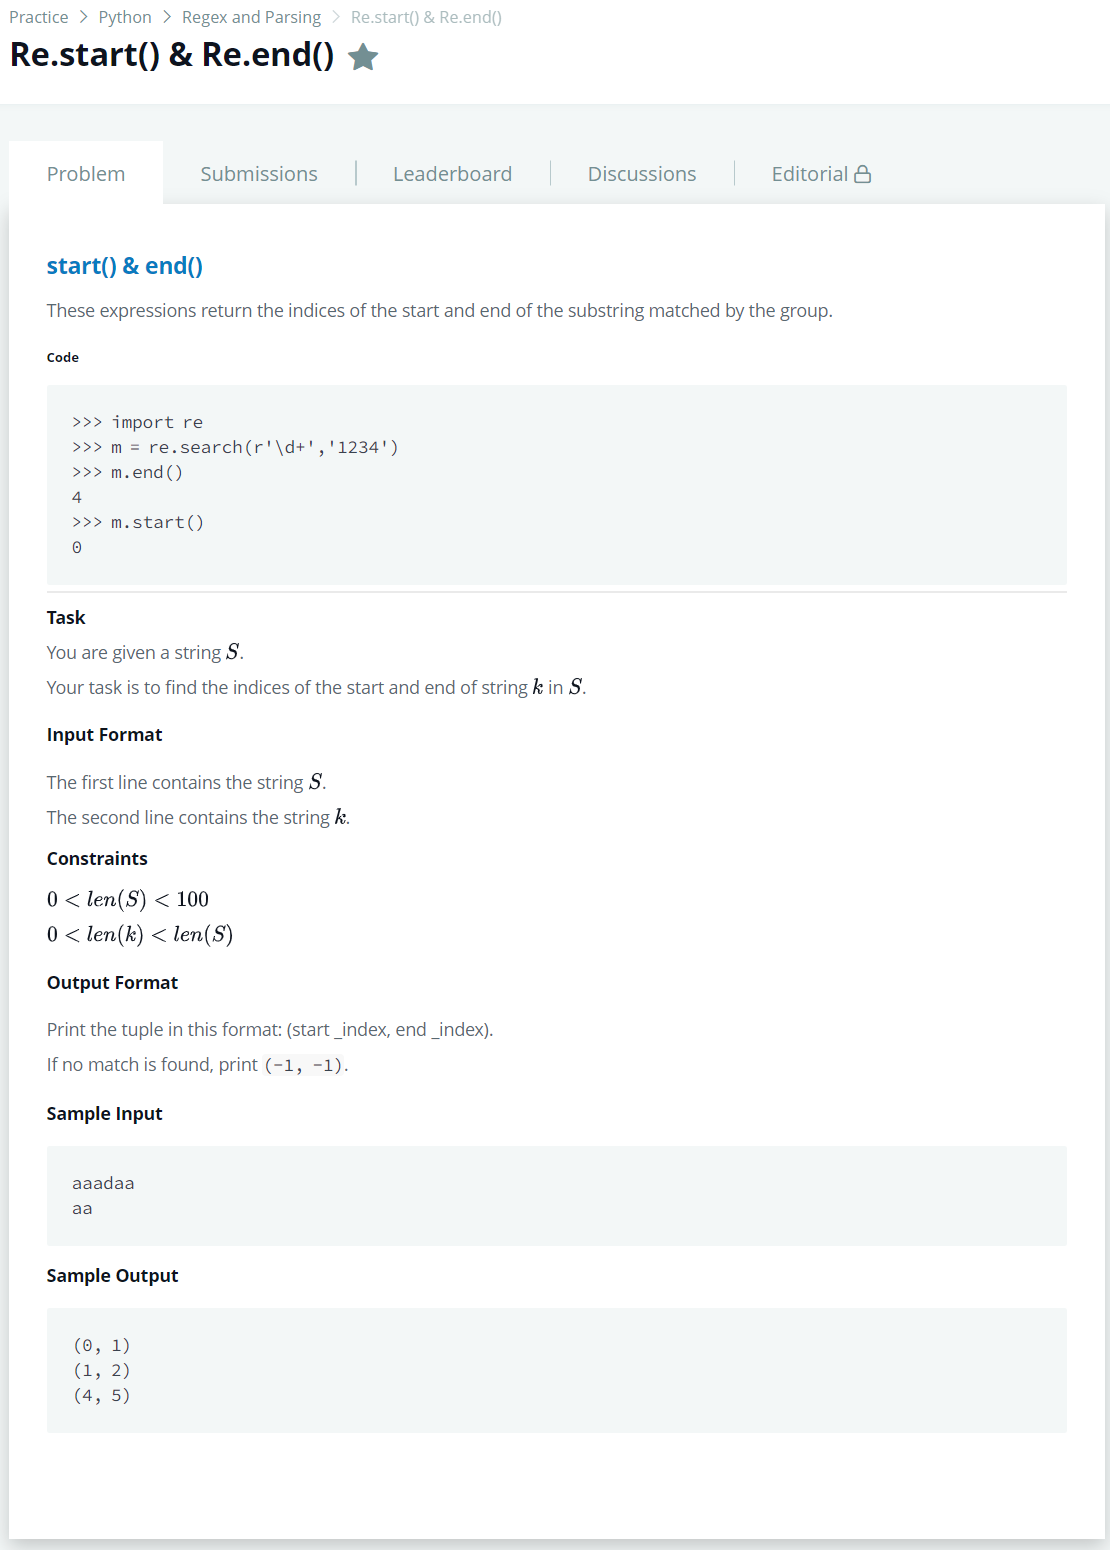 Practice > Python > Regex and Parsing > Re.start() & Re.end()
Re.start() & Re.end()
Problem
Submissions
Leaderboard
Discussions
Editorial
start() & end()
These expressions return the indices of the start and end of the substring matched by the group.
Code
>>> import re
>>> m = re.search(r'\d+','1234')
>>> m.end()
4
>>> m.start()
0
Task
You are given a string S.
Your task is to find the indices of the start and end of string k in S.
Input Format
The first line contains the string S.
The second line contains the string k.
Constraints
0 < len(S) < 100
0 < len(k) < len(S)
Output Format
Print the tuple in this format: (start _index, end _index).
If no match is found, print (-1, -1).
Sample Input
aaadaa
aa
Sample Output
(0, 1)
(1, 2)
(4, 5)